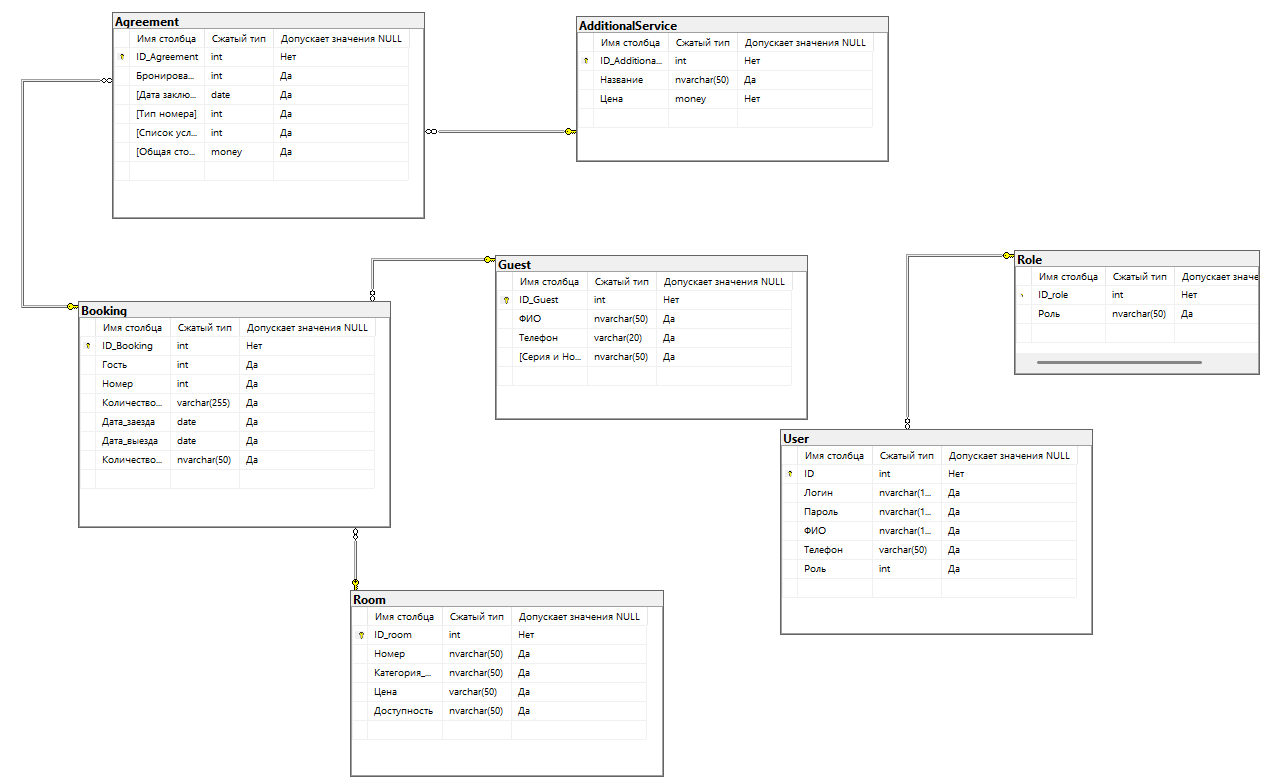 Agreement
Имя столбца Сжатый тип Допускает значения NULL
ID_Agreement int Нет
Бронирова... int Да
[Дата заклю... date Да
[Тип номера] int Да
[Список усл... int Да
[Общая сто... money Да
AdditionalService
Имя столбца Сжатый тип Допускает значения NULL
ID_Additiona... int Нет
Название nvarchar(50) Да
Цена money Нет
Guest
Имя столбца Сжатый тип Допускает значения NULL
ID_Guest int Нет
ФИО nvarchar(50) Да
Телефон varchar(20) Да
[Серия и Но... nvarchar(50) Да
Role
Имя столбца Сжатый тип Допускает значе
ID_role int Нет
Роль nvarchar(50) Да
Booking
Имя столбца Сжатый тип Допускает значения NULL
ID_Booking int Нет
Гость int Да
Номер int Да
Количество... varchar(255) Да
Дата_заезда date Да
Дата_выезда date Да
Количество... nvarchar(50) Да
User
Имя столбца Сжатый тип Допускает значения NULL
ID int Нет
Логин nvarchar(1... Да
Пароль nvarchar(1... Да
ФИО nvarchar(1... Да
Телефон varchar(50) Да
Роль int Да
Room
Имя столбца Сжатый тип Допускает значения NULL
ID_room int Нет
Номер nvarchar(50) Да
Категория_... nvarchar(50) Да
Цена varchar(50) Да
Доступность nvarchar(50) Да